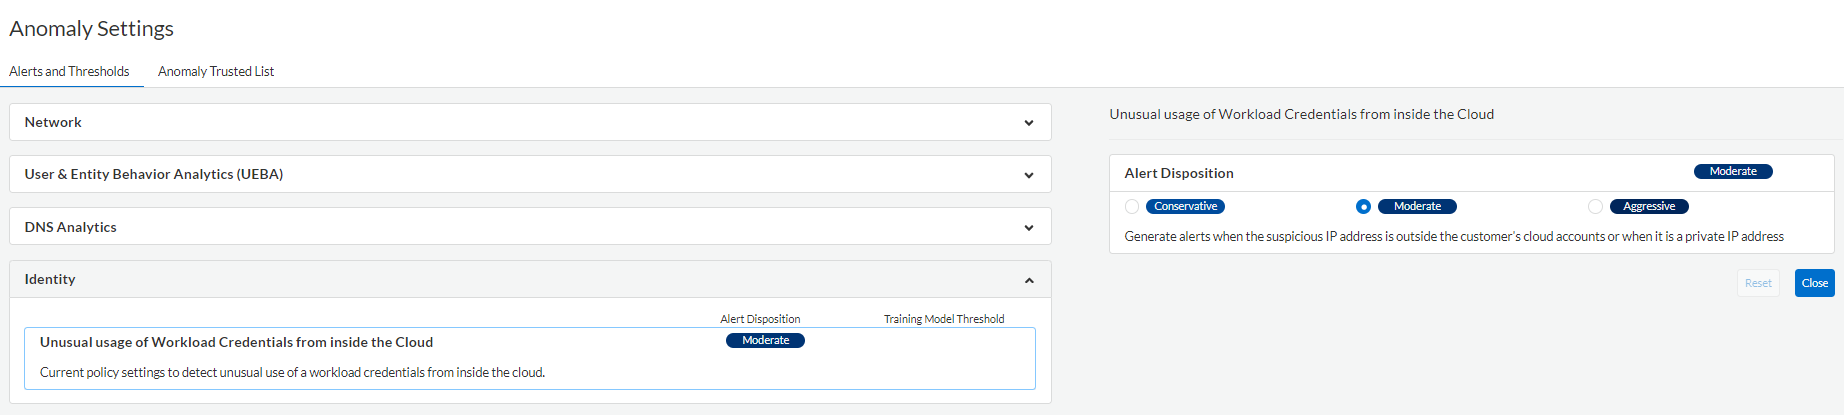 Anomaly Settings
Alerts and Thresholds
Anomaly Trusted List
Network
User & Entity Behavior Analytics (UEBA)
DNS Analytics
Identity
Alert Disposition
Training Model Threshold
Unusual usage of Workload Credentials from inside the Cloud
Moderate
Current policy settings to detect unusual use of a workload credentials from inside the cloud.
Unusual usage of Workload Credentials from inside the Cloud
Alert Disposition
Moderate
Conservative
Moderate
Aggressive
Generate alerts when the suspicious IP address is outside the customer's cloud accounts or when it is a private IP address
Reset
Close